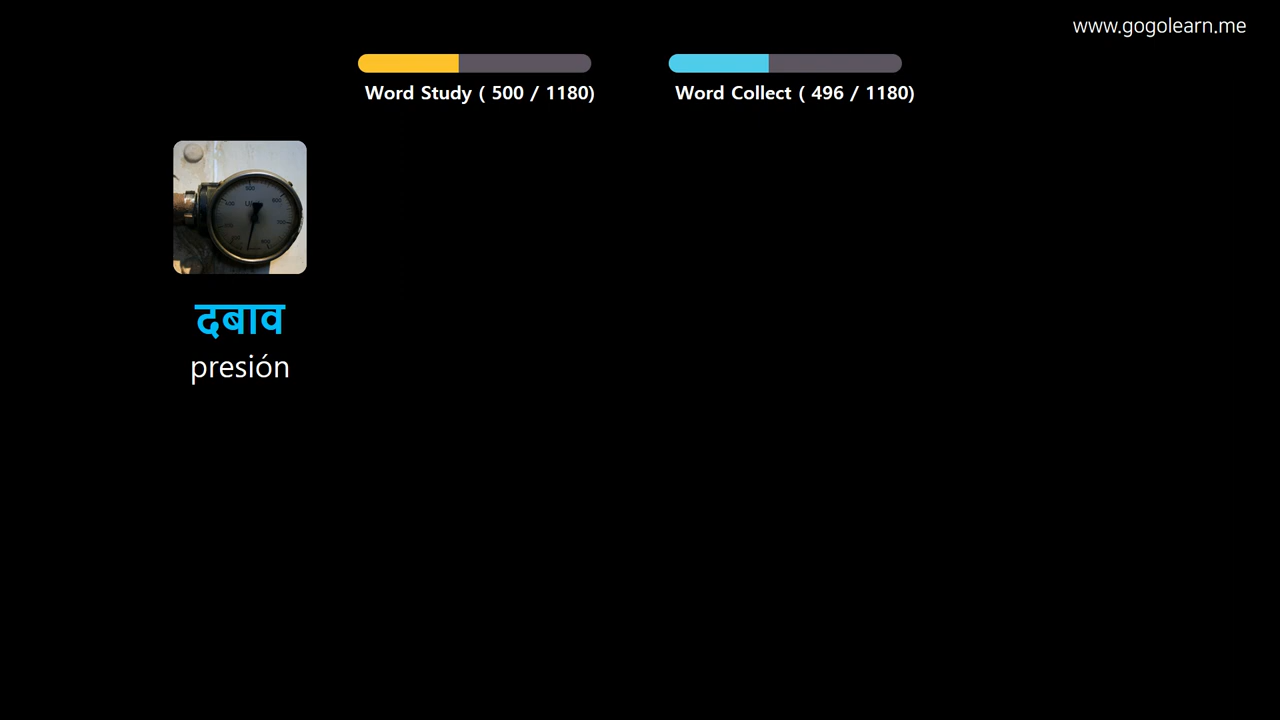 www.gogolearn.me
Word Study ( 500 / 1180)
Word Collect ( 496 / 1180)
दबाव
presión